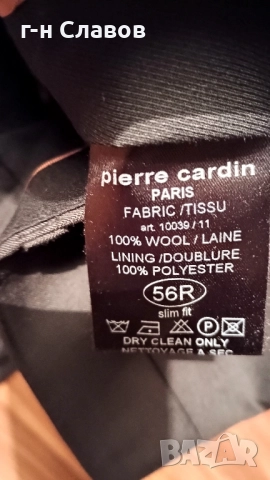 г-н Славов
pierre cardin
PARIS
FABRIC/TISSU
art. 10039/11
100% WOOL/LAINE
LINING/DOUBLURE
100% POLYESTER
56R
slim fit
P
DRY CLEAN ONLY
NETTOYAGE A SEC
BAZAR